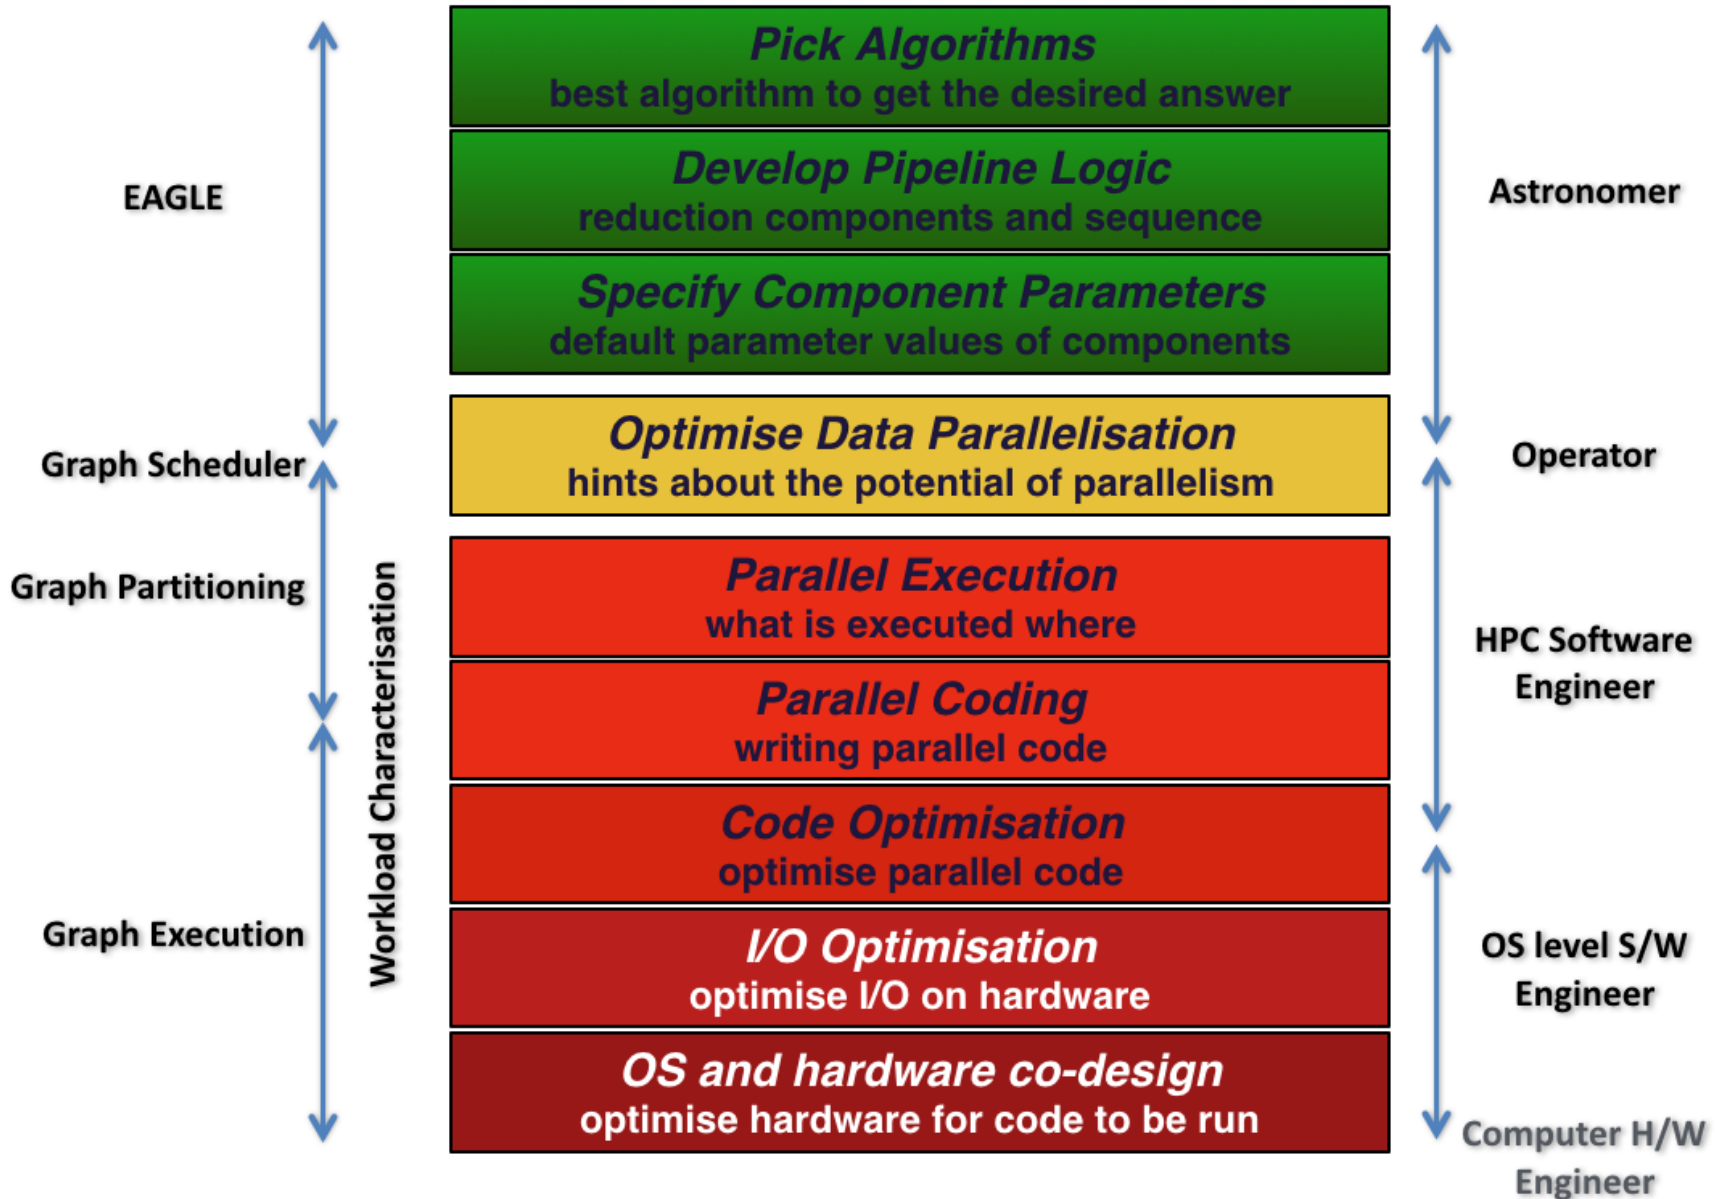 Pick Algorithms
best algorithm to get the desired answer
Develop Pipeline Logic
reduction components and sequence
Specify Component Parameters
default parameter values of components
Optimise Data Parallelisation
hints about the potential of parallelism
Parallel Execution
what is executed where
Parallel Coding
writing parallel code
Code Optimisation
optimise parallel code
I/O Optimisation
optimise I/O on hardware
OS and hardware co-design
optimise hardware for code to be run
EAGLE
Graph Scheduler
Graph Partitioning
Graph Execution
Workload Characterisation
Astronomer
Operator
HPC Software
Engineer
OS level S/W
Engineer
Computer H/W
Engineer